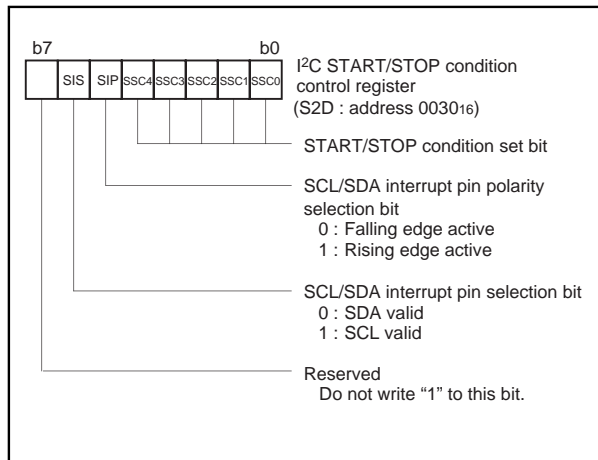 b7 b0
SIS SIP SSC4 SSC3 SSC2 SSC1 SSC0
I²C START/STOP condition
control register
(S2D : address 0030₁₆)
START/STOP condition set bit
SCL/SDA interrupt pin polarity
selection bit
0 : Falling edge active
1 : Rising edge active
SCL/SDA interrupt pin selection bit
0 : SDA valid
1 : SCL valid
Reserved
Do not write “1” to this bit.